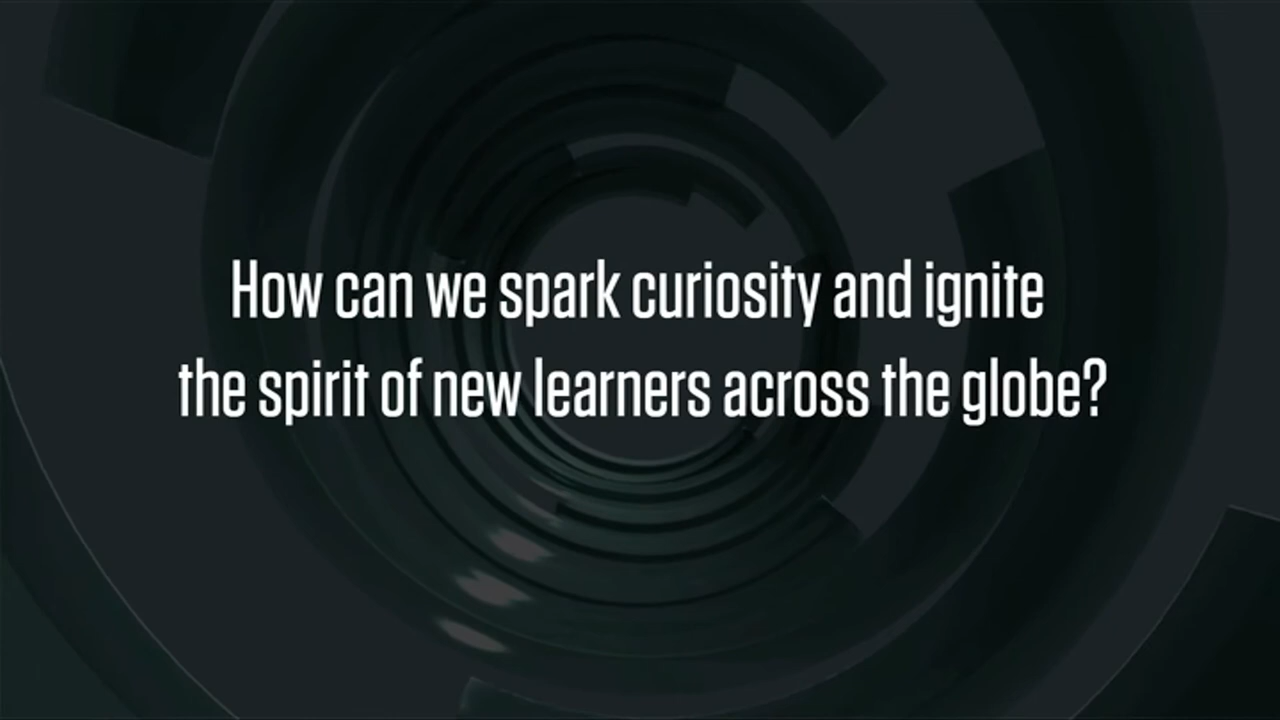 How can we spark curiosity and ignite
the spirit of new learners across the globe?